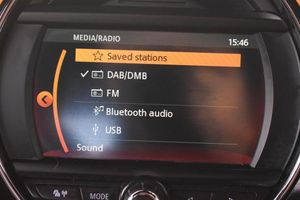 MEDIA/RADIO 15:46
Saved stations
DAB/DMB
FM
Bluetooth audio
USB
Sound
MODE